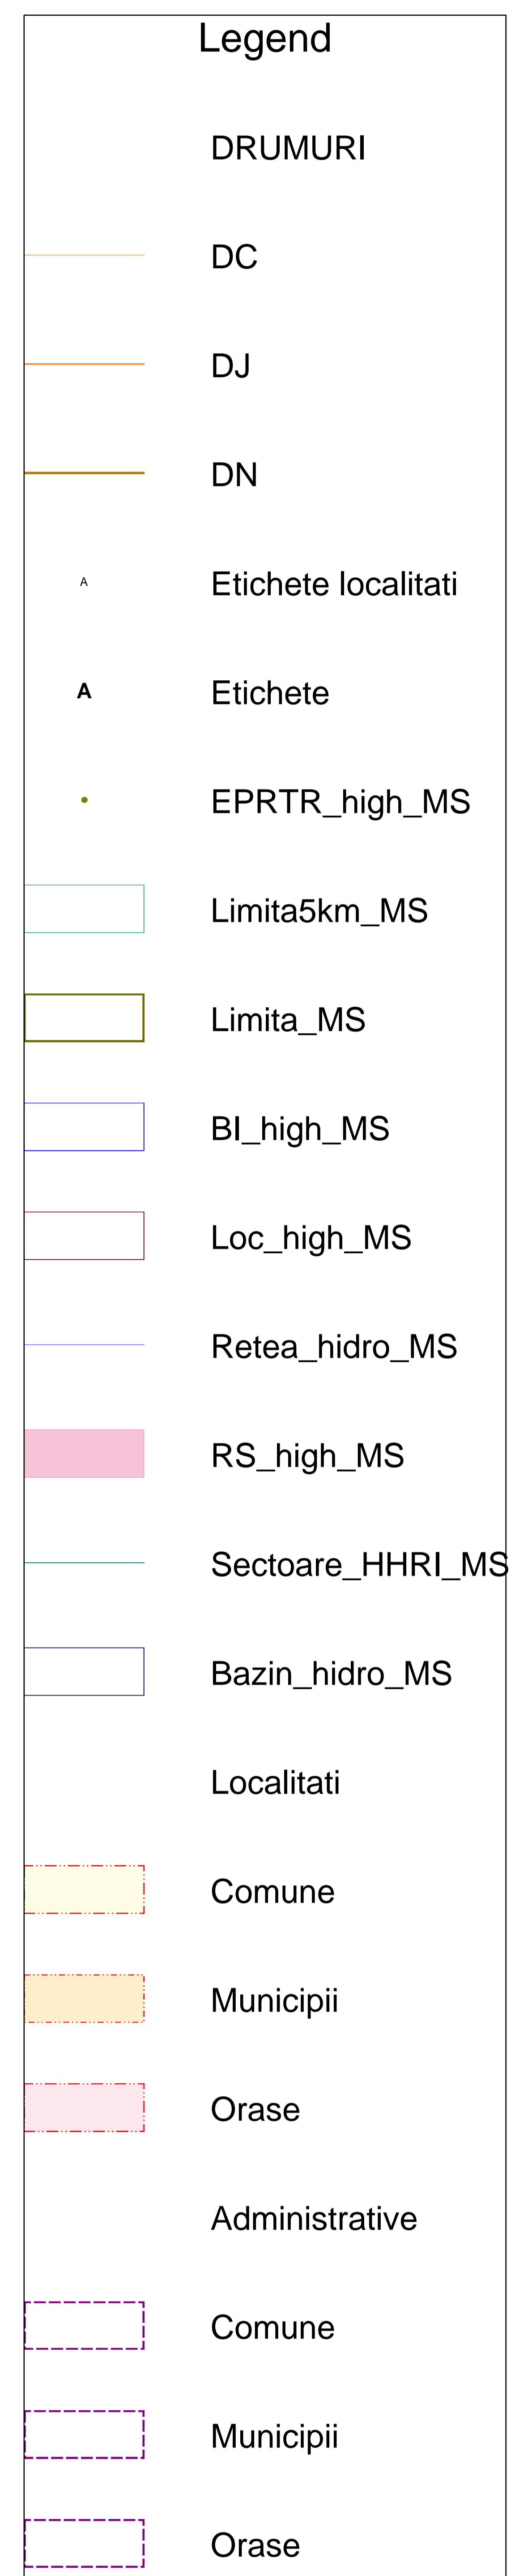 Legend
DRUMURI
DC
DJ
DN
A Etichete localitati
A Etichete
EPRTR_high_MS
Limita5km_MS
Limita_MS
BI_high_MS
Loc_high_MS
Retea_hidro_MS
RS_high_MS
Sectoare_HHRI_MS
Bazin_hidro_MS
Localitati
Comune
Municipii
Orase
Administrative
Comune
Municipii
Orase